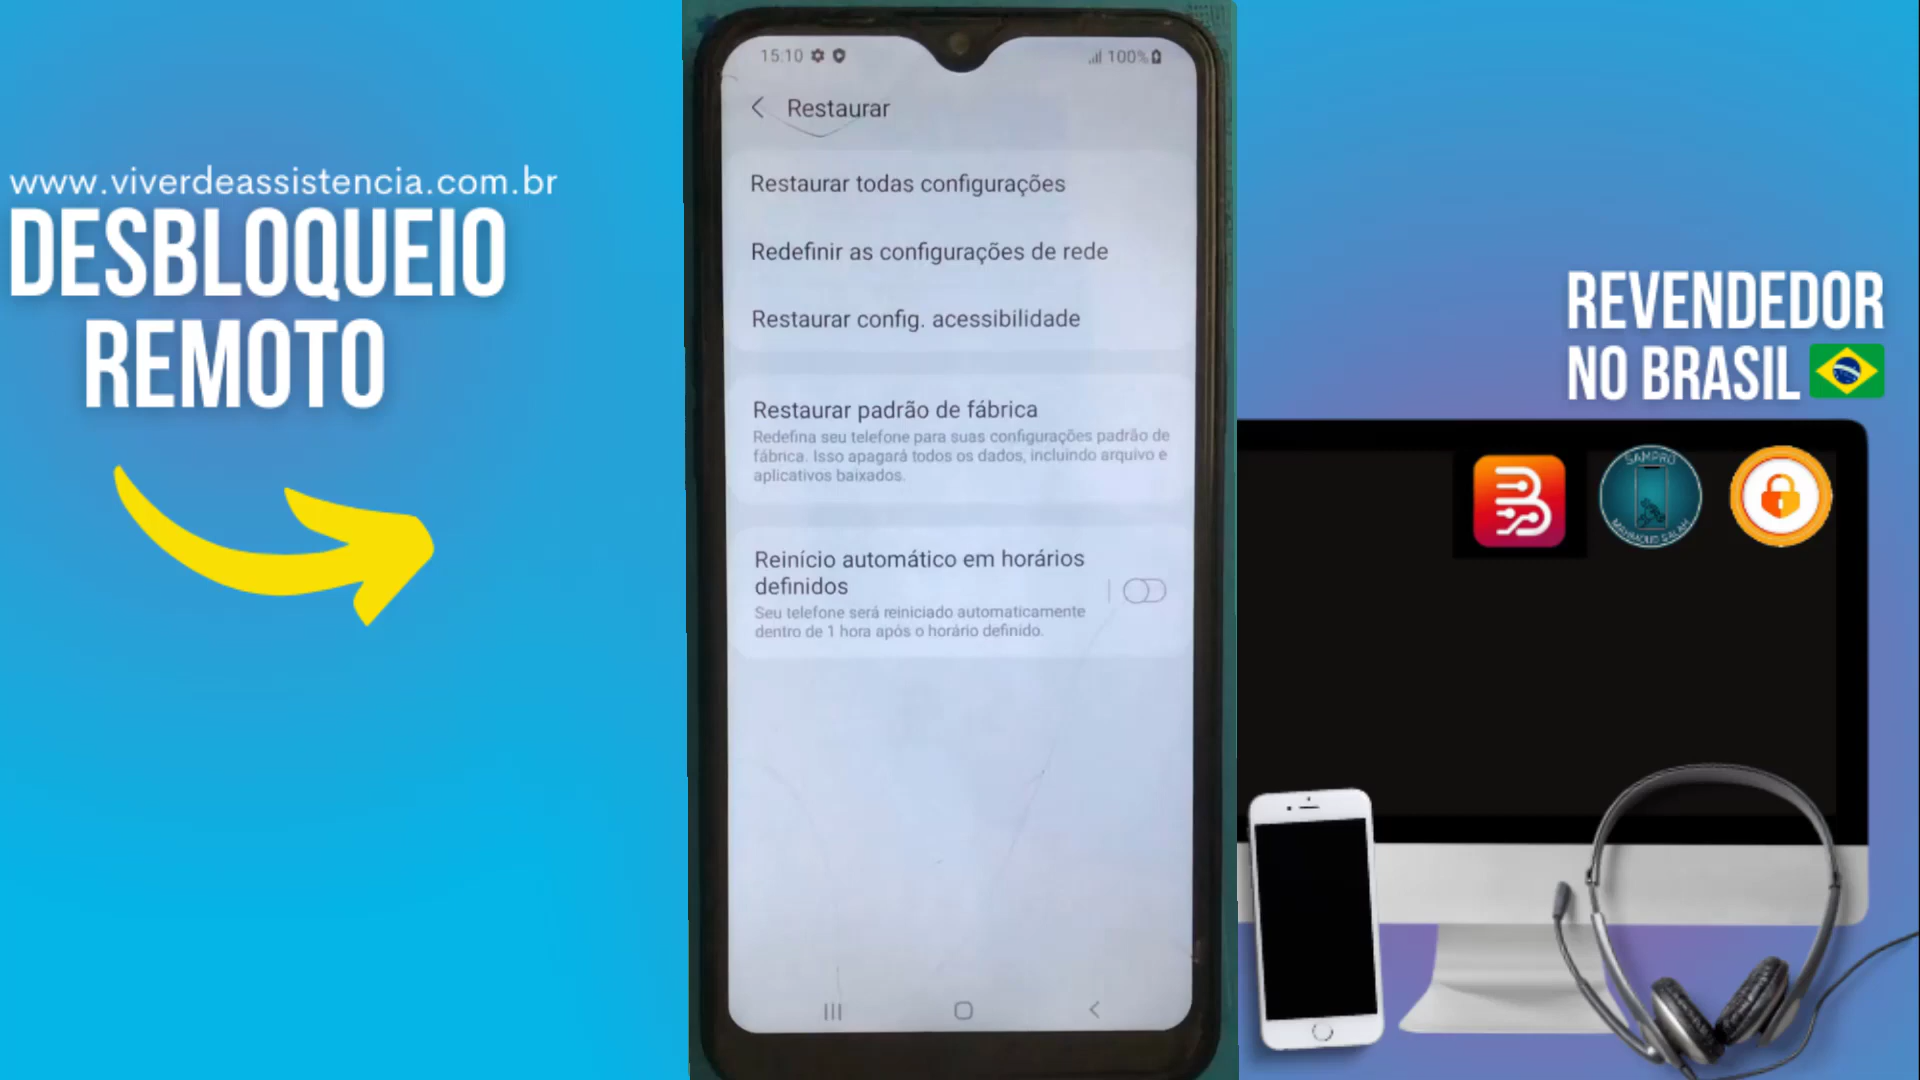 www.viverdeassistencia.com.br
DESBLOQUEIO
REMOTO
15:10
100%
Restaurar
Restaurar todas configurações
Redefinir as configurações de rede
Restaurar config. acessibilidade
Restaurar padrão de fábrica
Redefina seu telefone para suas configurações padrão de
fábrica. Isso apagará todos os dados, incluindo arquivo e
aplicativos baixados.
Reinício automático em horários
definidos
Seu telefone será reiniciado automaticamente
dentro de 1 hora após o horário definido.
REVENDEDOR
NO BRASIL
SAMPRO
MAHMOUD SALAH